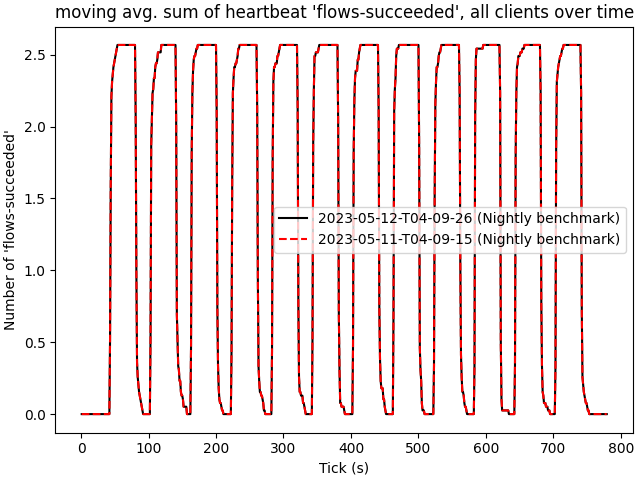 moving avg. sum of heartbeat 'flows-succeeded', all clients over time
Number of 'flows-succeeded'
2.5
2.0
1.5
1.0
0.5
0.0
2023-05-12-T04-09-26 (Nightly benchmark)
2023-05-11-T04-09-15 (Nightly benchmark)
0 100 200 300 400 500 600 700 800
Tick (s)